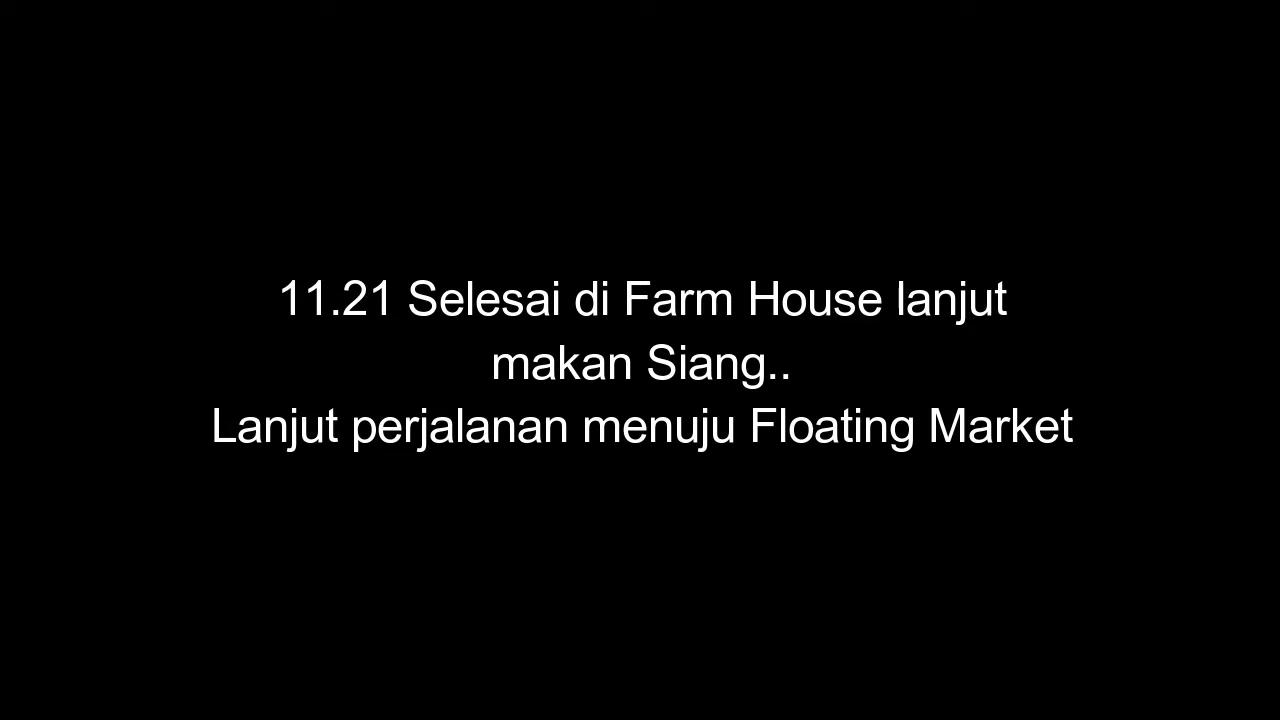 11.21 Selesai di Farm House lanjut
makan Siang..
Lanjut perjalanan menuju Floating Market